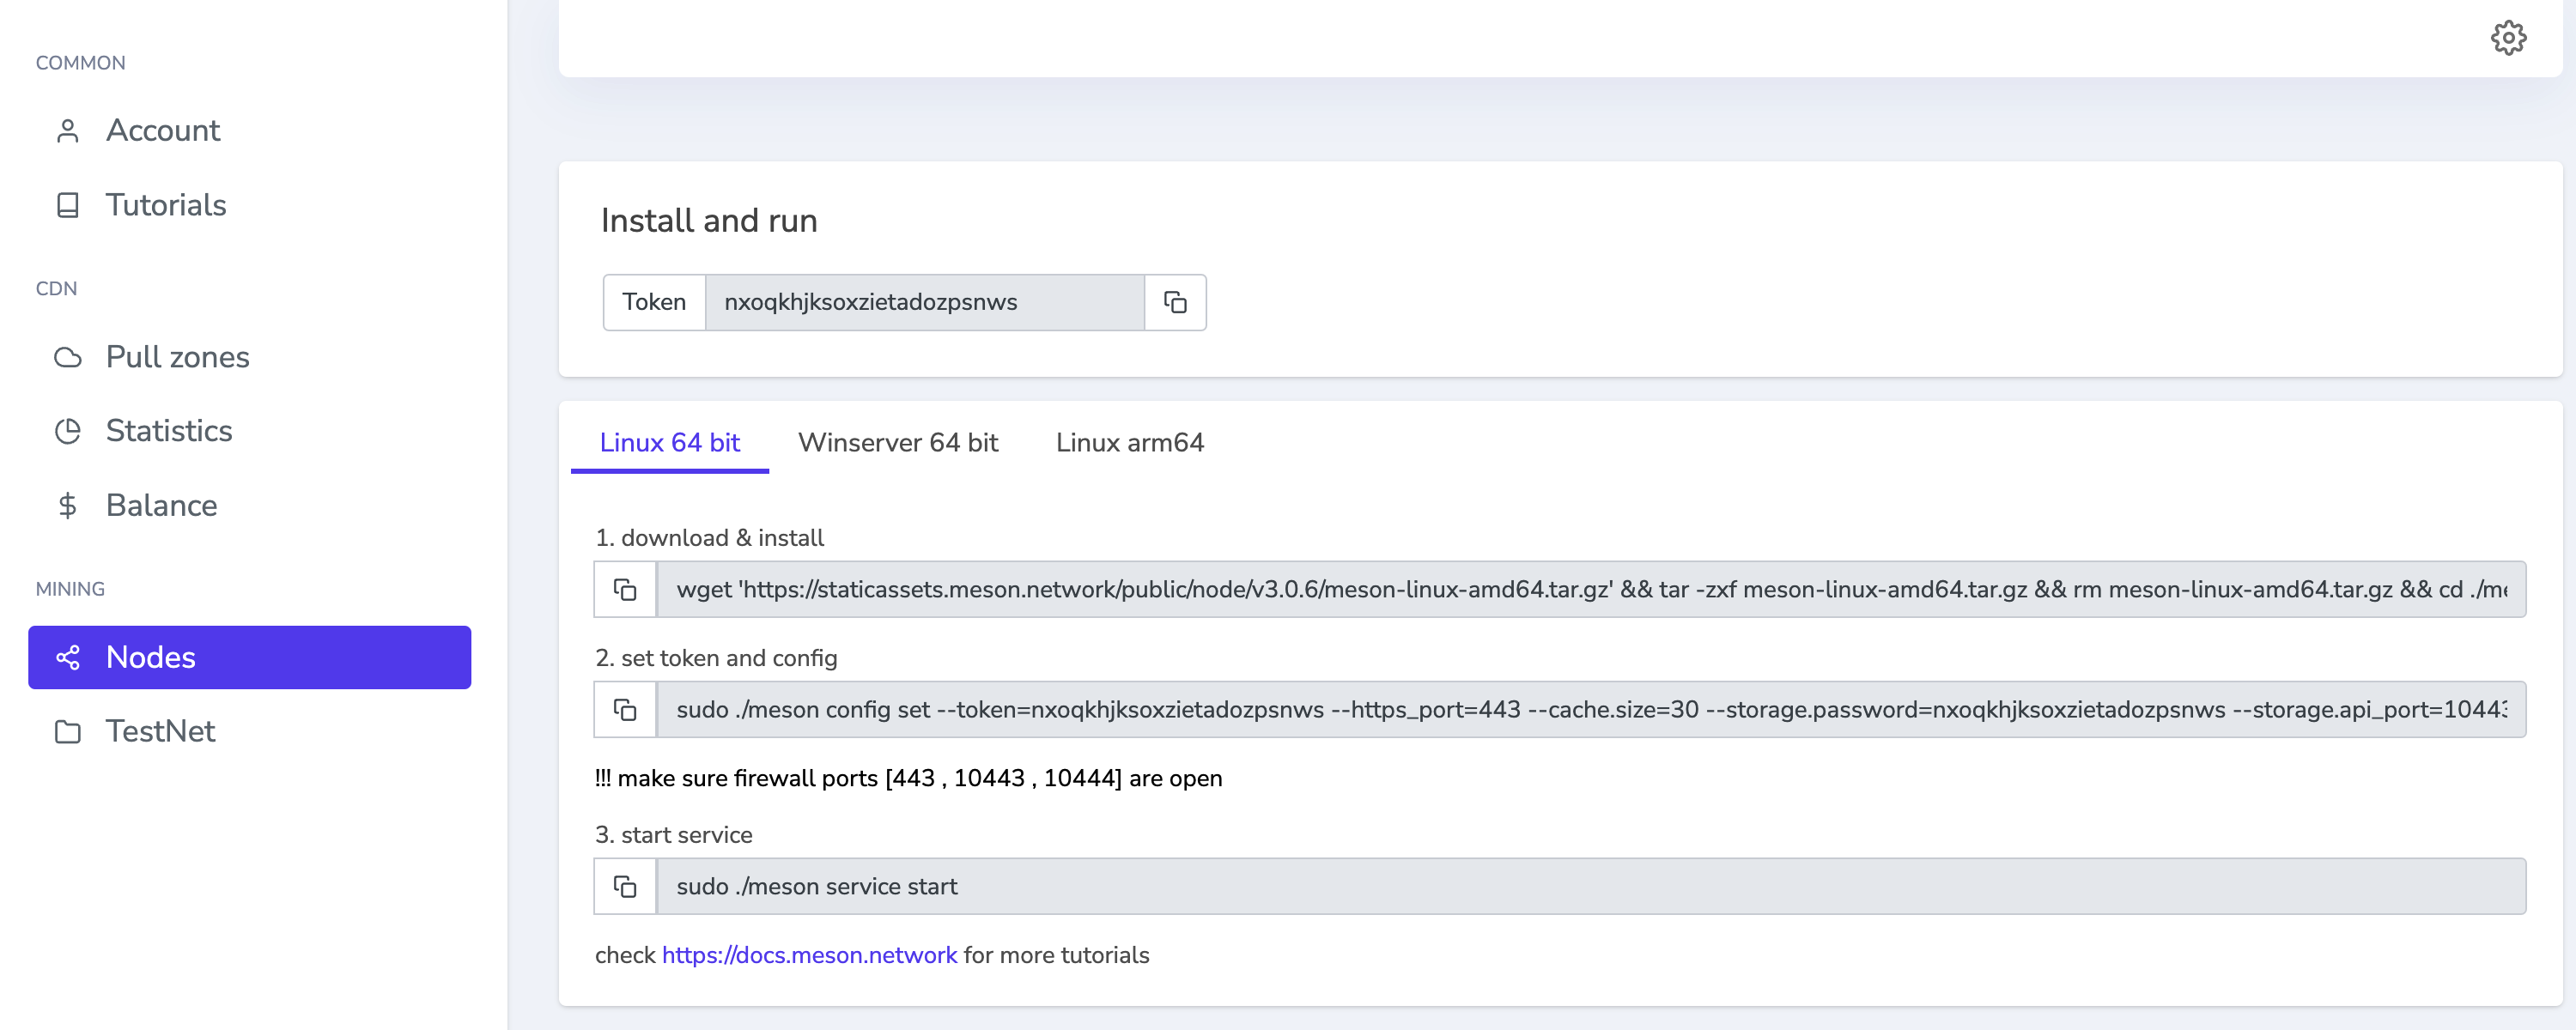 COMMON
Account
Tutorials
CDN
Pull zones
Statistics
Balance
MINING
Nodes
TestNet
Install and run
Token nxoqkhjksoxzietadozpsnws
Linux 64 bit Winserver 64 bit Linux arm64
1. download & install
wget 'https://staticassets.meson.network/public/node/v3.0.6/meson-linux-amd64.tar.gz' && tar -zxf meson-linux-amd64.tar.gz && rm meson-linux-amd64.tar.gz && cd ./me
2. set token and config
sudo ./meson config set --token=nxoqkhjksoxzietadozpsnws --https_port=443 --cache.size=30 --storage.password=nxoqkhjksoxzietadozpsnws --storage.api_port=10443
!!! make sure firewall ports [443 , 10443 , 10444] are open
3. start service
sudo ./meson service start
check https://docs.meson.network for more tutorials